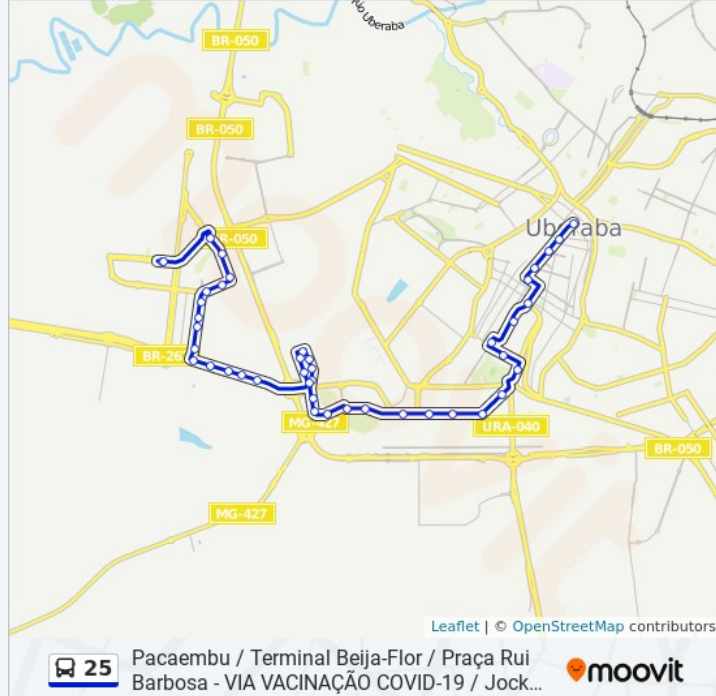 Rio Uberaba
BR-050
BR-050
Uberaba
BR-050
BR-262
MG-427
URA-040
BR-050
MG-427
Leaflet | © OpenStreetMap contributors
25
Pacaembu / Terminal Beija-Flor / Praça Rui
Barbosa - VIA VACINAÇÃO COVID-19 / Jock...
moovit